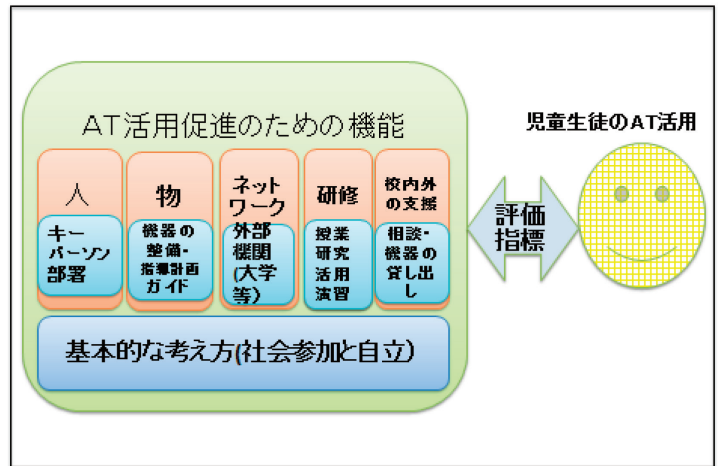 AT活用促進のための機能
児童生徒のAT活用
人
キー
パーソン
部署
物
機器の
整備・
指導計画
ガイド
ネット
ワーク
外部
機関
(大学
等)
研修
授業
研究
活用
演習
校内外
の支援
相談・
機器の
貸し出
し
評価
指標
基本的な考え方(社会参加と自立)